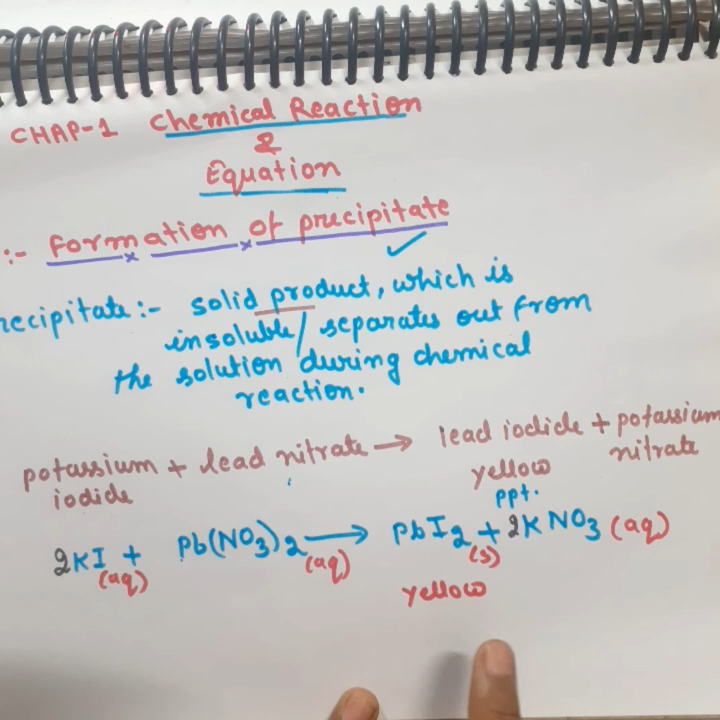 CHAP-1 Chemical Reaction
&
Equation
:- Formation of precipitate
recipitate:- solid product, which is
insoluble/ separates out from
the solution during chemical
reaction.
potassium + lead nitrate → lead iodide + potassium
iodide yellow nitrate
ppt.
2KI + Pb(NO3)2 → PbI2 + 2KNO3 (aq)
(aq) (aq) (s)
yellow